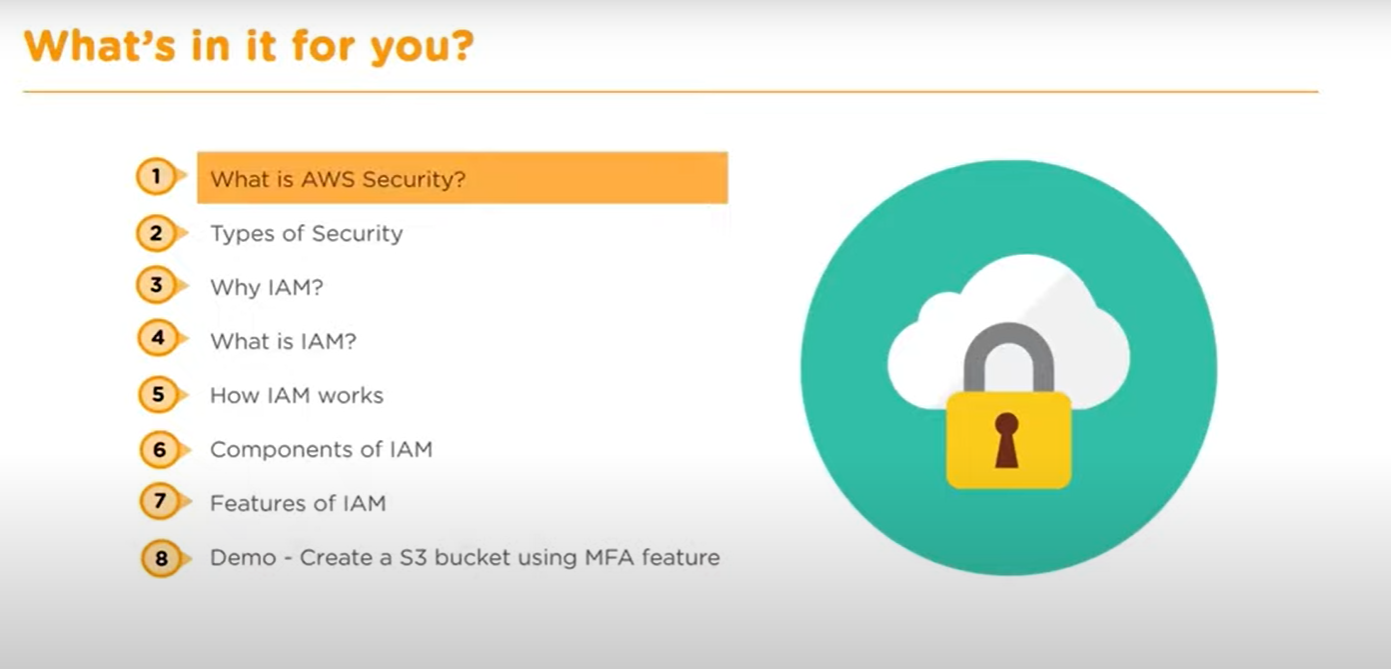 What's in it for you?
1 What is AWS Security?
2 Types of Security
3 Why IAM?
4 What is IAM?
5 How IAM works
6 Components of IAM
7 Features of IAM
8 Demo - Create a S3 bucket using MFA feature